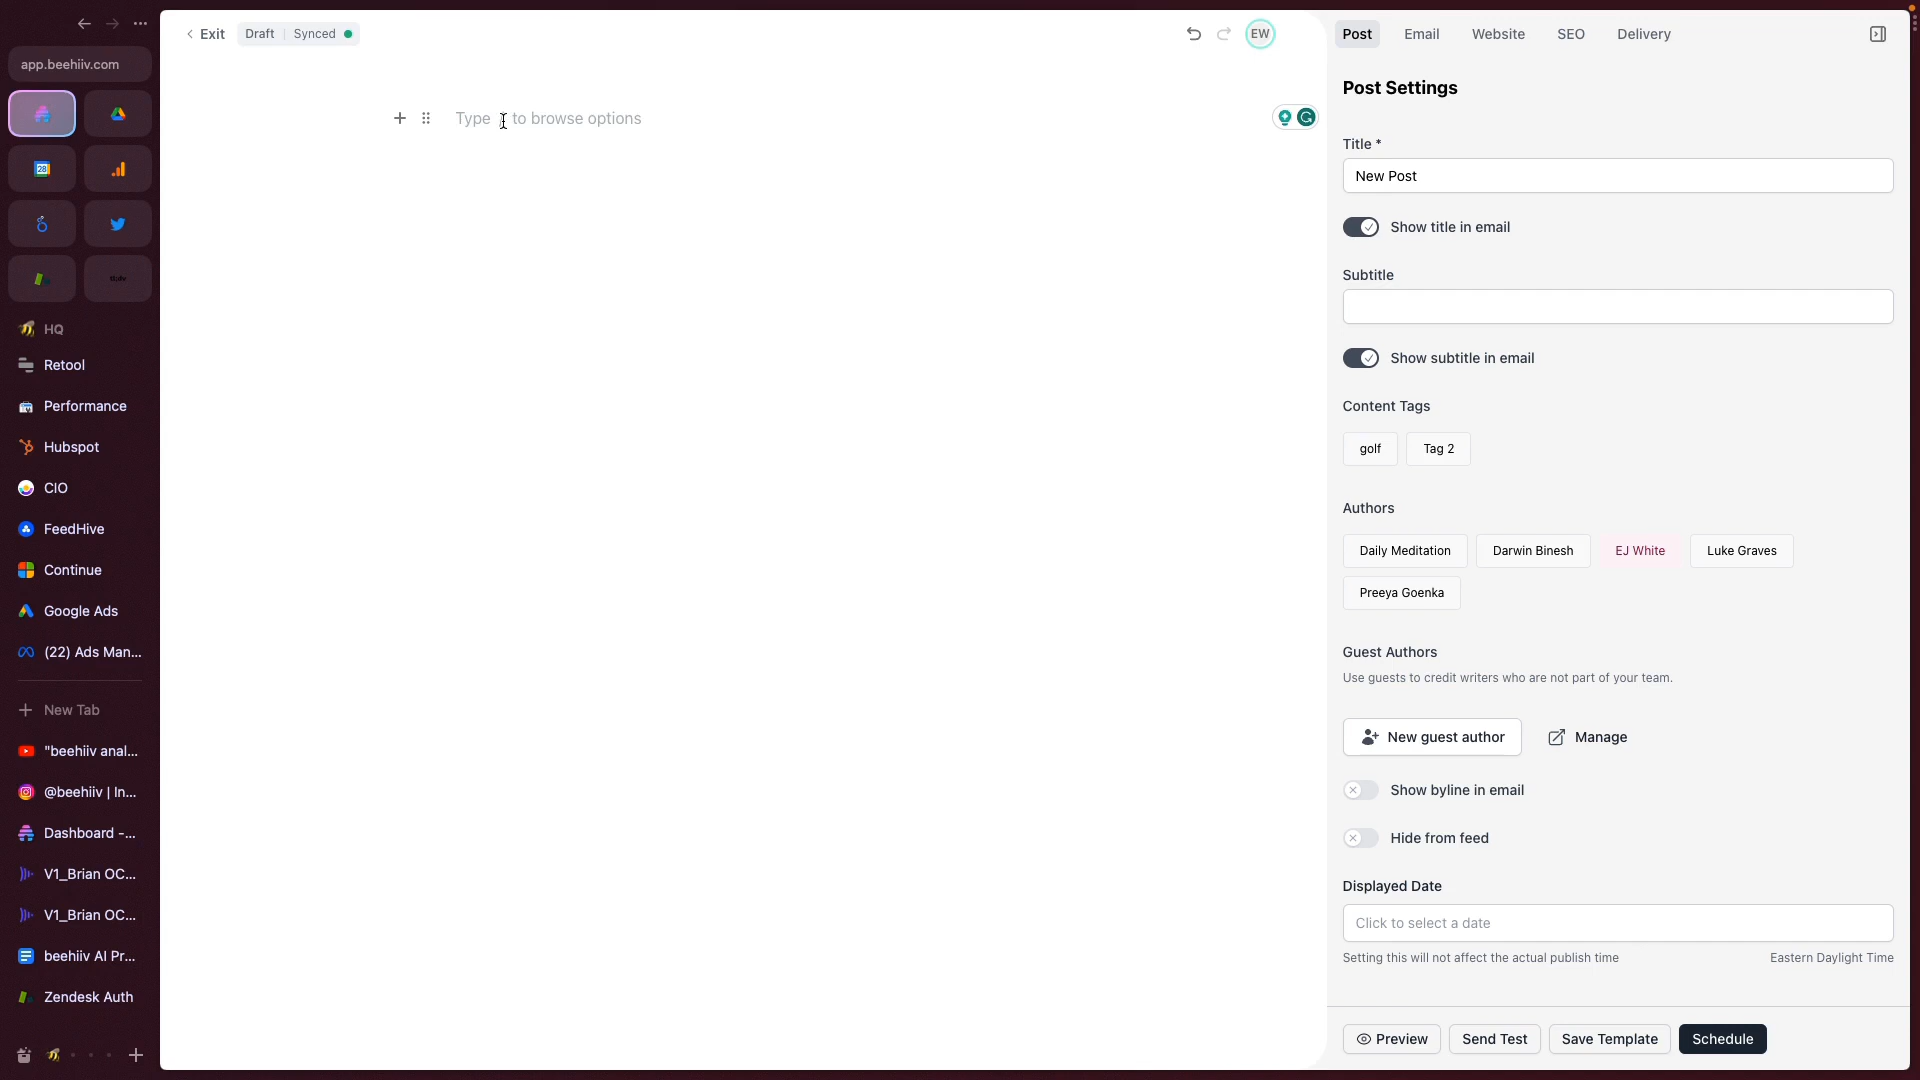 app.beehiiv.com
28
HQ
Retool
Performance
Hubspot
CIO
FeedHive
Continue
Google Ads
(22) Ads Man...
New Tab
"beehiiv anal...
@beehiiv | In...
Dashboard -...
V1_Brian OC...
V1_Brian OC...
beehiiv AI Pr...
Zendesk Auth
Exit
Draft
Synced
EW
Type to browse options
Post
Email
Website
SEO
Delivery
Post Settings
Title *
New Post
Show title in email
Subtitle
Show subtitle in email
Content Tags
golf
Tag 2
Authors
Daily Meditation
Darwin Binesh
EJ White
Luke Graves
Preeya Goenka
Guest Authors
Use guests to credit writers who are not part of your team.
New guest author
Manage
Show byline in email
Hide from feed
Displayed Date
Click to select a date
Setting this will not affect the actual publish time
Eastern Daylight Time
Preview
Send Test
Save Template
Schedule